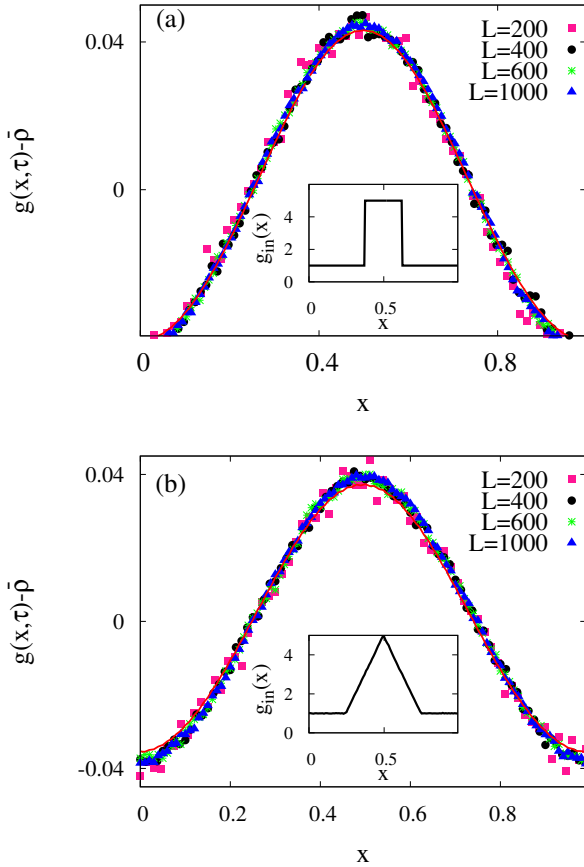 (a)
L=200
L=400
L=600
L=1000
0.04
0
g(x,τ)-ρ̄
g_in(x)
4
2
0
0
0.5
x
0
0.4
0.8
x
(b)
L=200
L=400
L=600
L=1000
0.04
0
-0.04
g(x,τ)-ρ̄
g_in(x)
4
2
0
0
0.5
x
0
0.2
0.4
0.6
0.8
x